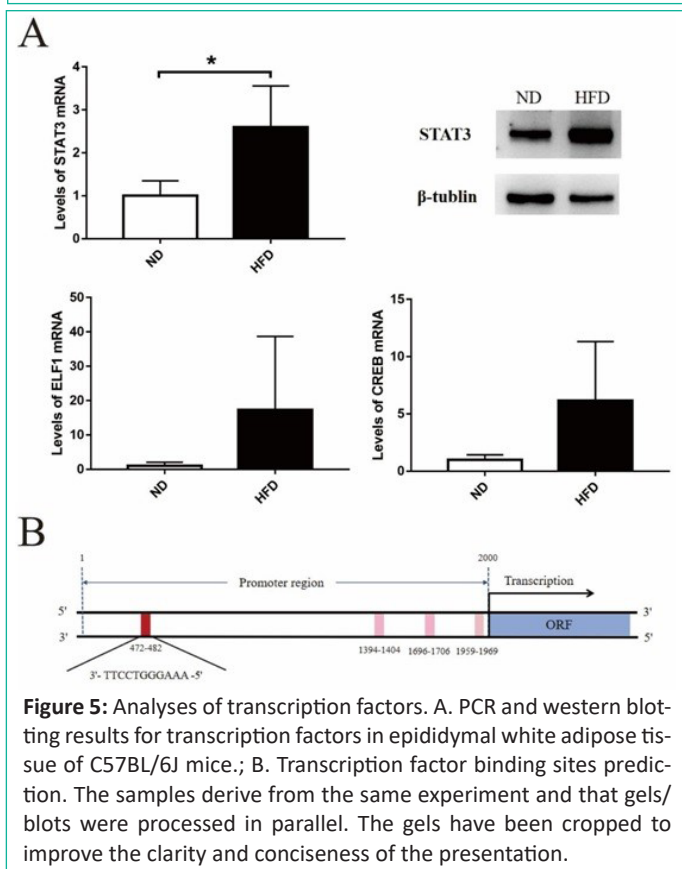 A
Levels of STAT3 mRNA
4
3
2
1
0
*
ND
HFD
ND HFD
STAT3
β-tublin
Levels of ELF1 mRNA
50
40
30
20
10
0
ND
HFD
Levels of CREB mRNA
15
10
5
0
ND
HFD
B
1
2000
Promoter region
Transcription
5'
3'
3'
5'
ORF
472-482
1394-1404
1696-1706
1959-1969
3'- TTCCTGGGAAA -5'
Figure 5: Analyses of transcription factors. A. PCR and western blot-
ting results for transcription factors in epididymal white adipose tis-
sue of C57BL/6J mice.; B. Transcription factor binding sites predic-
tion. The samples derive from the same experiment and that gels/
blots were processed in parallel. The gels have been cropped to
improve the clarity and conciseness of the presentation.